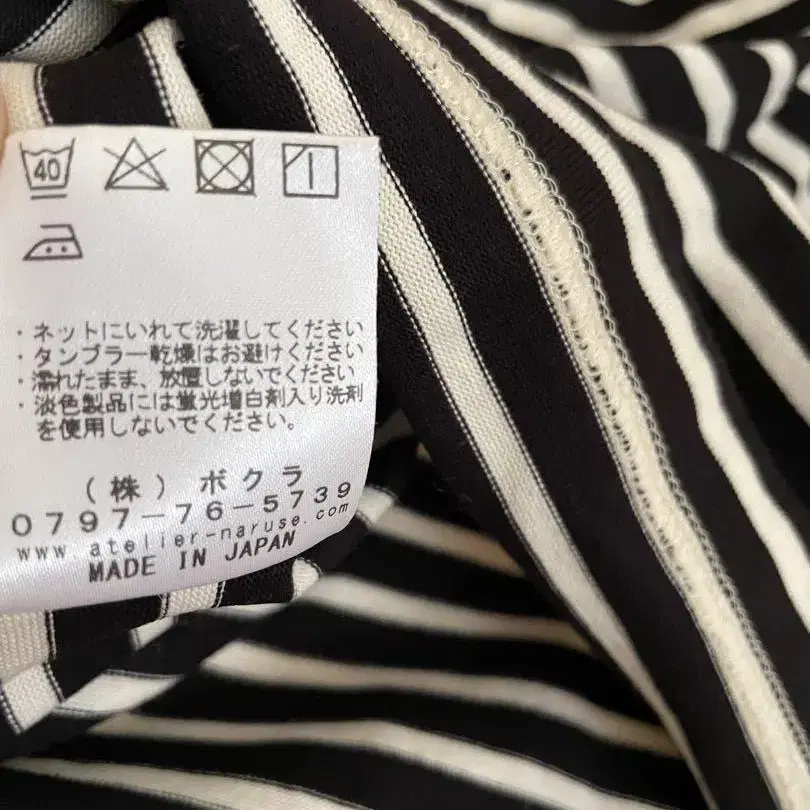 40
・ネットにいれて洗濯してください
・タンブラー乾燥はお避けください
・濡れたまま、放置しないでください
・淡色製品には蛍光増白剤入り洗剤
を使用しないでください。
（株）ボクラ
0797-76-5739
www.atelier-naruse.com
MADE IN JAPAN